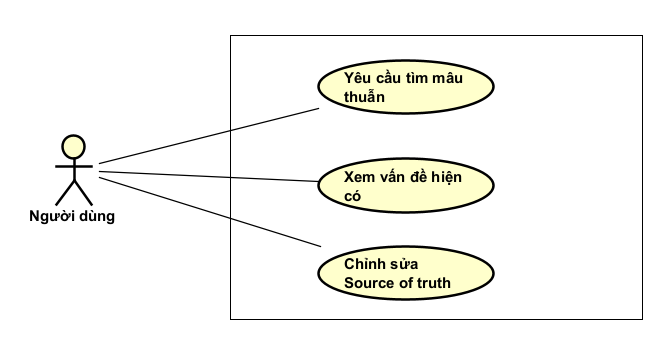 Yêu cầu tìm mâu
thuẫn
Xem vấn đề hiện
có
Người dùng
Chỉnh sửa
Source of truth